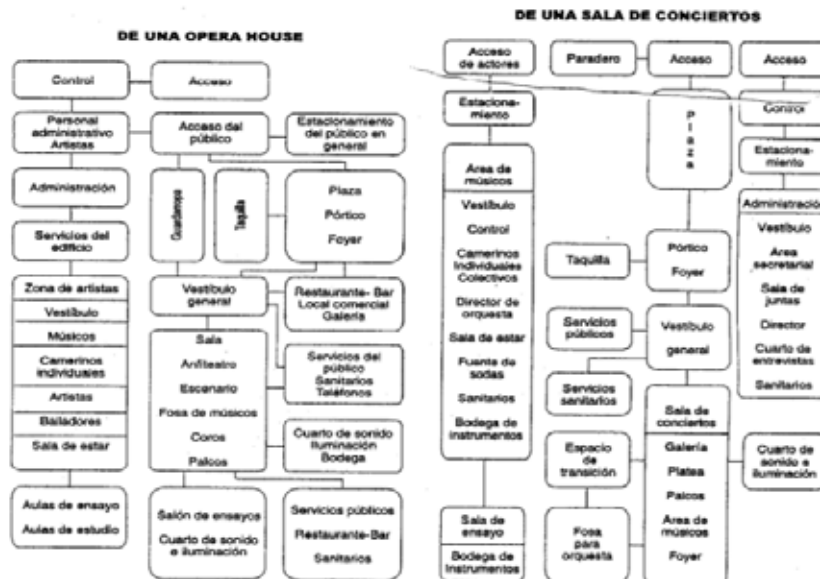 DE UNA OPERA HOUSE
Control
Acceso
Personal
administrativo
Artistas
Acceso del
público
Estacionamiento
del público en
general
Administración
Guardarropa
Taquilla
Plaza
Pórtico
Foyer
Servicios del
edificio
Zona de artistas
Vestíbulo
Músicos
Camerinos
individuales
Artistas
Bailadores
Sala de estar
Vestíbulo
general
Restaurante- Bar
Local comercial
Galería
Sala
Anfiteatro
Escenario
Fosa de músicos
Coros
Palcos
Servicios del
público
Sanitarios
Teléfonos
Cuarto de sonido
Iluminación
Bodega
Aulas de ensayo
Aulas de estudio
Salón de ensayos
Cuarto de sonido
e iluminación
Servicios públicos
Restaurante-Bar
Sanitarios
DE UNA SALA DE CONCIERTOS
Acceso
de actores
Paradero
Acceso
Acceso
Estaciona-
miento
Plaza
Control
Estaciona-
miento
Área de
músicos
Vestíbulo
Control
Camerinos
Individuales
Colectivos
Director de
orquesta
Sala de estar
Fuente de
sodas
Sanitarios
Bodega de
instrumentos
Sala de
ensayo
Bodega de
Instrumentos
Taquilla
Pórtico
Foyer
Servicios
públicos
Vestíbulo
general
Servicios
sanitarios
Sala de
conciertos
Galería
Platea
Palcos
Área de
músicos
Foyer
Espacio
de
transición
Fosa
para
orquesta
Cuarto de
sonido e
iluminación
Administración
Vestíbulo
Área
secretarial
Sala de
juntas
Director
Cuarto de
entrevistas
Sanitarios